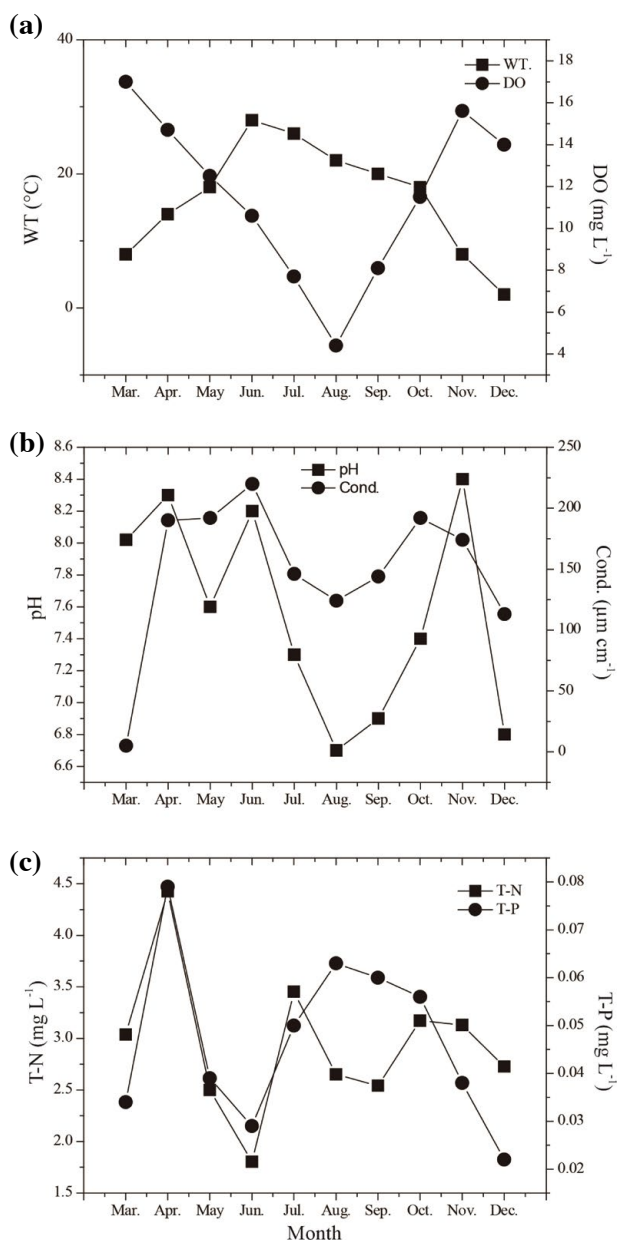 (a)
WT (°C)
40
20
0
WT.
DO
18
16
14
12
10
8
6
4
DO (mg L⁻¹)
Mar. Apr. May Jun. Jul. Aug. Sep. Oct. Nov. Dec.
(b)
pH
8.6
8.4
8.2
8.0
7.8
7.6
7.4
7.2
7.0
6.8
6.6
pH
Cond.
250
200
150
100
50
0
Cond. (µm cm⁻¹)
Mar. Apr. May Jun. Jul. Aug. Sep. Oct. Nov. Dec.
(c)
T-N (mg L⁻¹)
4.5
4.0
3.5
3.0
2.5
2.0
1.5
T-N
T-P
0.08
0.07
0.06
0.05
0.04
0.03
0.02
T-P (mg L⁻¹)
Mar. Apr. May Jun. Jul. Aug. Sep. Oct. Nov. Dec.
Month